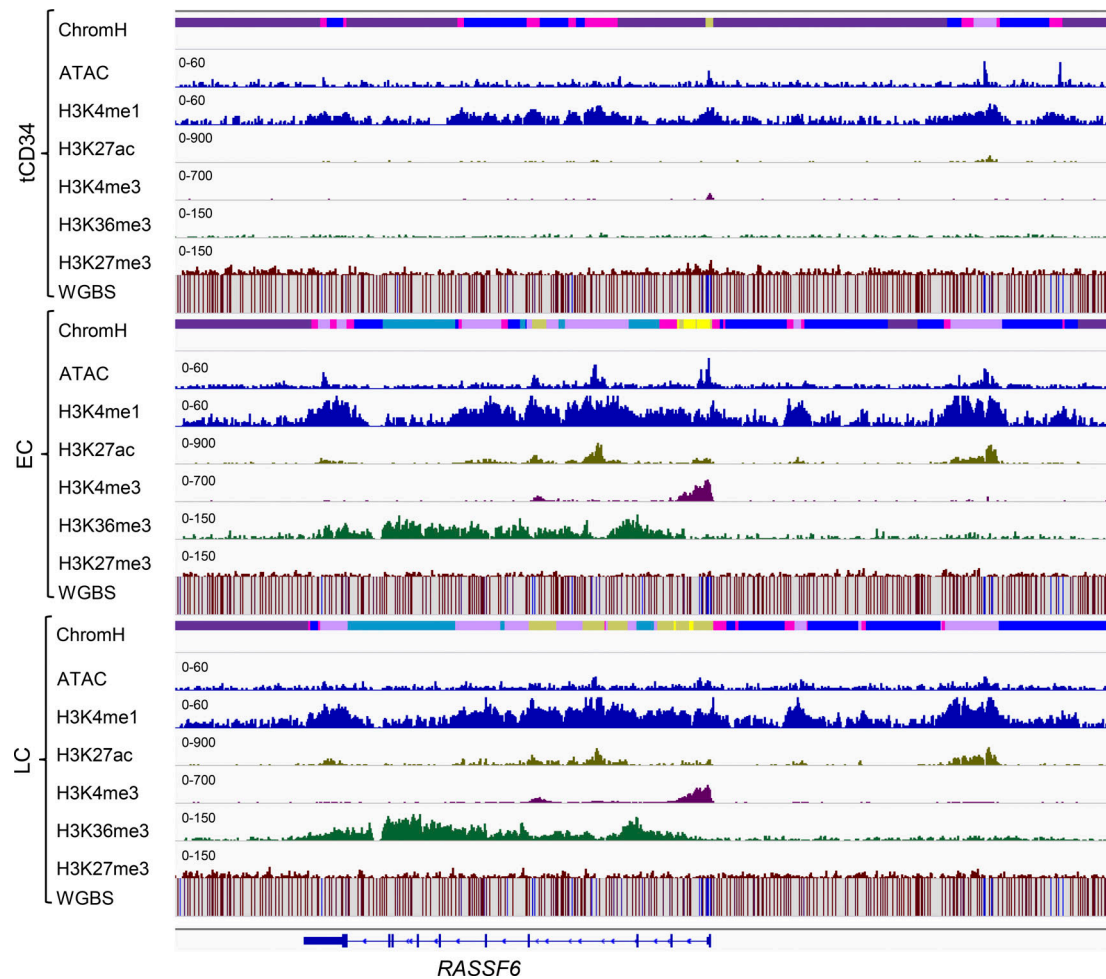 tCD34
ChromH
ATAC
0-60
H3K4me1
0-60
H3K27ac
0-900
H3K4me3
0-700
H3K36me3
0-150
H3K27me3
0-150
WGBS
EC
ChromH
ATAC
0-60
H3K4me1
0-60
H3K27ac
0-900
H3K4me3
0-700
H3K36me3
0-150
H3K27me3
0-150
WGBS
LC
ChromH
ATAC
0-60
H3K4me1
0-60
H3K27ac
0-900
H3K4me3
0-700
H3K36me3
0-150
H3K27me3
0-150
WGBS
RASSF6